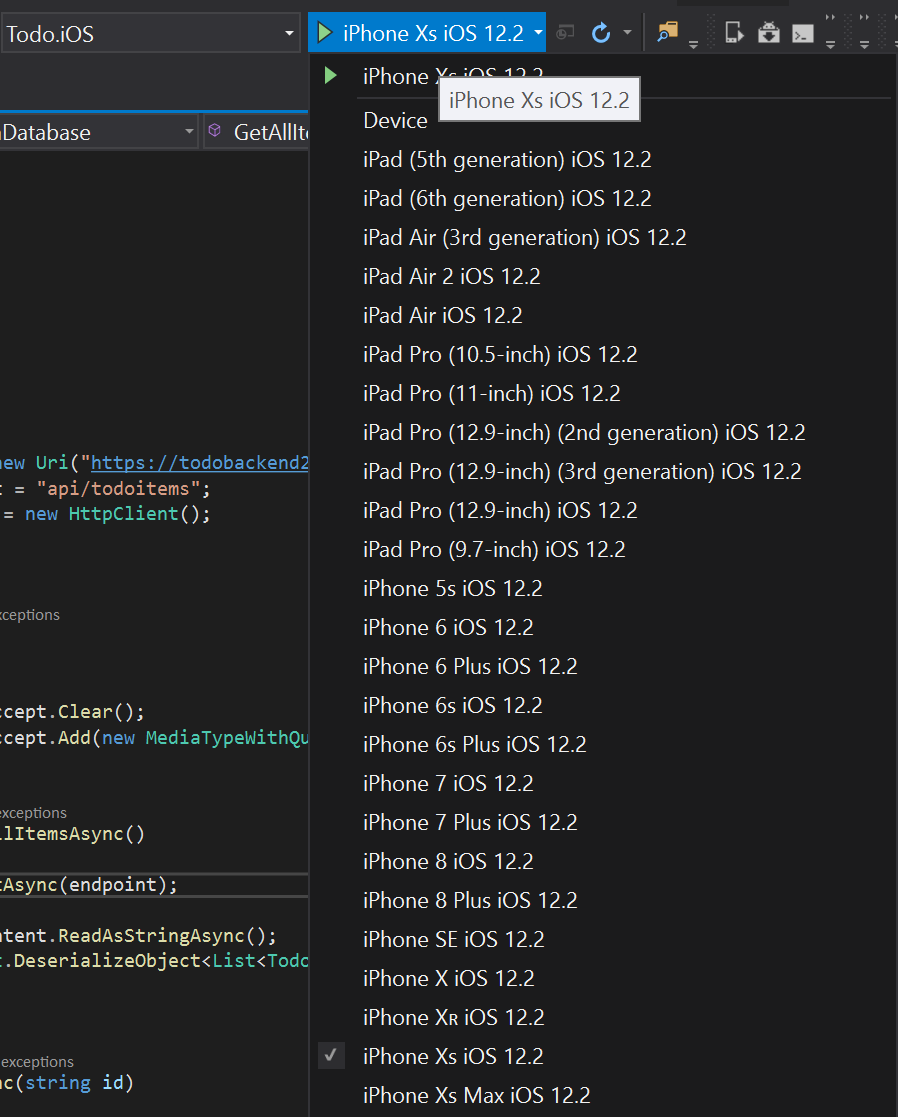 Todo.iOS
iPhone Xs iOS 12.2
iPhone Xs iOS 12.2
iPhone Xs iOS 12.2
Device
Database
GetAllIt
iPad (5th generation) iOS 12.2
iPad (6th generation) iOS 12.2
iPad Air (3rd generation) iOS 12.2
iPad Air 2 iOS 12.2
iPad Air iOS 12.2
iPad Pro (10.5-inch) iOS 12.2
iPad Pro (11-inch) iOS 12.2
iPad Pro (12.9-inch) (2nd generation) iOS 12.2
iPad Pro (12.9-inch) (3rd generation) iOS 12.2
iPad Pro (12.9-inch) iOS 12.2
iPad Pro (9.7-inch) iOS 12.2
iPhone 5s iOS 12.2
iPhone 6 iOS 12.2
iPhone 6 Plus iOS 12.2
iPhone 6s iOS 12.2
iPhone 6s Plus iOS 12.2
iPhone 7 iOS 12.2
iPhone 7 Plus iOS 12.2
iPhone 8 iOS 12.2
iPhone 8 Plus iOS 12.2
iPhone SE iOS 12.2
iPhone X iOS 12.2
iPhone Xʀ iOS 12.2
iPhone Xs iOS 12.2
iPhone Xs Max iOS 12.2
new Uri("https://todobackend2
= "api/todoitems";
= new HttpClient();
xceptions
ccept.Clear();
ccept.Add(new MediaTypeWithQu
exceptions
llItemsAsync()
tAsync(endpoint);
ntent.ReadAsStringAsync();
t.DeserializeObject<List<Todo
exceptions
nc(string id)